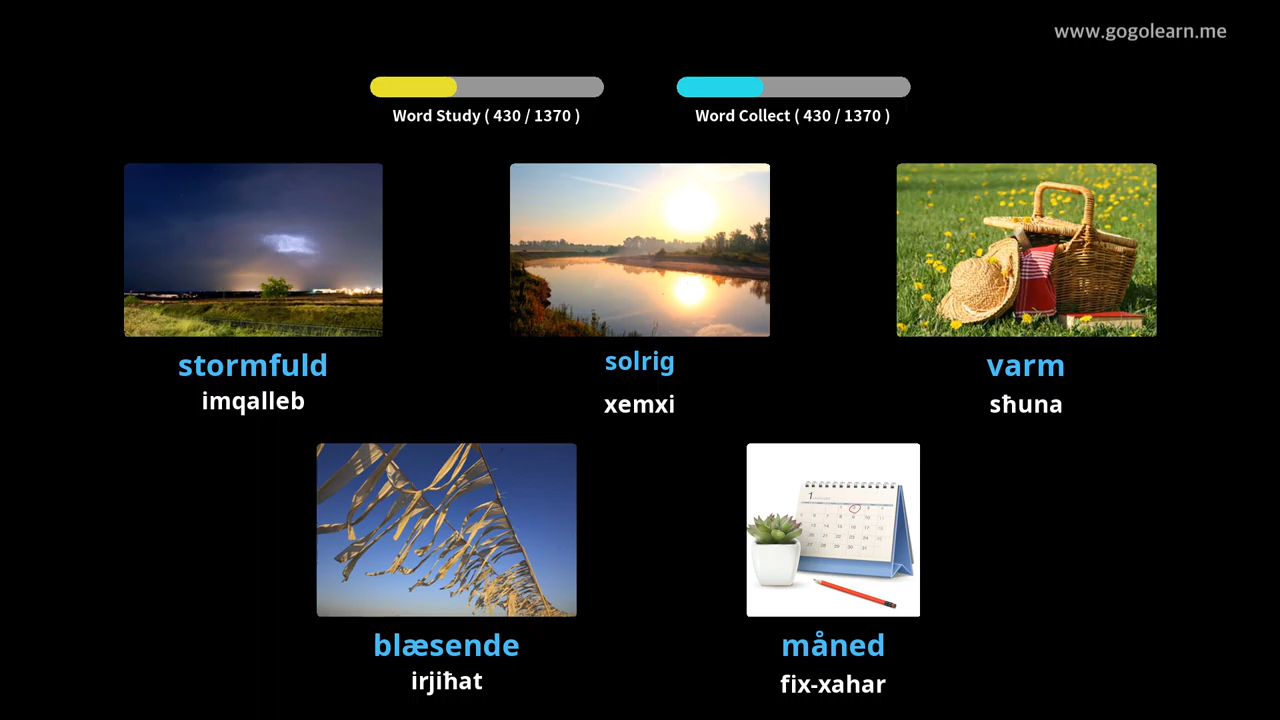 www.gogolearn.me
Word Study ( 430 / 1370 )
Word Collect ( 430 / 1370 )
stormfuld
imqalleb
solrig
xemxi
varm
sħuna
blæsende
irjiħat
måned
fix-xahar